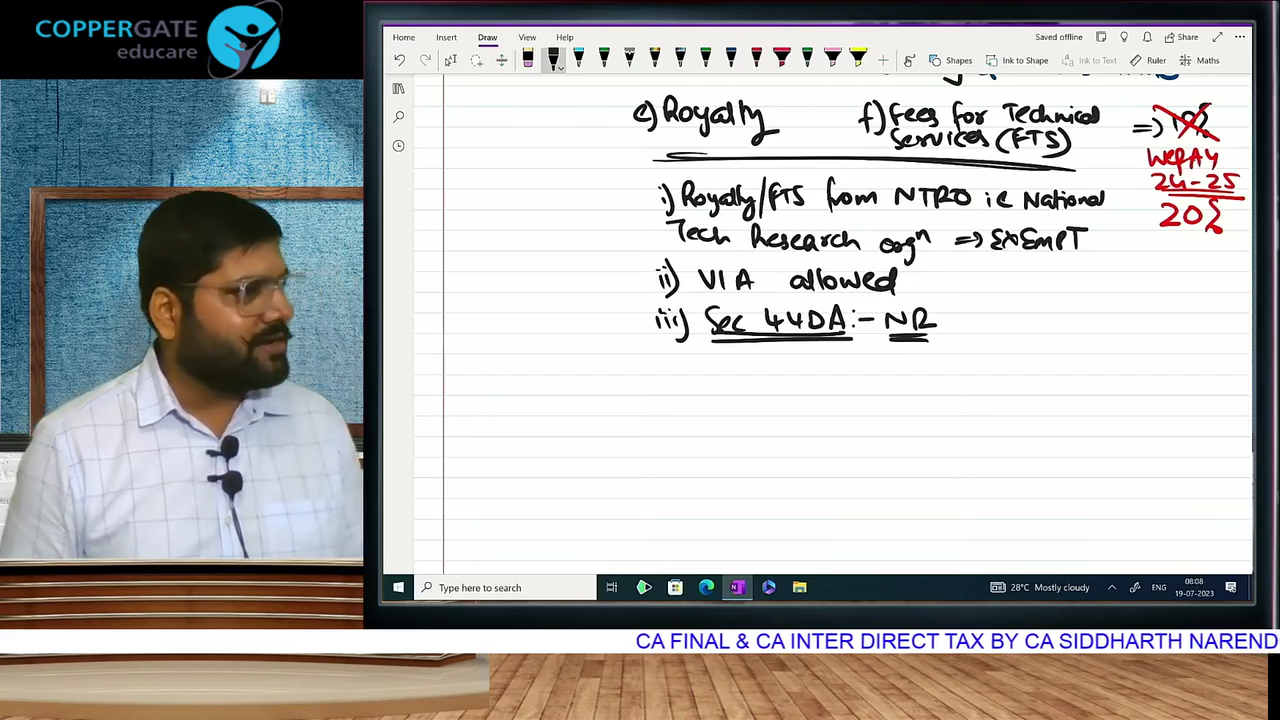 COPPERGATE
educare
Home Insert Draw View Help
Saved offline
Share
Shapes
Ink to Shape
Ink to Text
Ruler
Maths
e) Royalty
f) Fees for Technical
Services (FTS)
=>
wef AY
24-25
20%
i) Royalty/FTS from NTRO i.e National
Tech Research orgn => EXEMPT
ii) VIA allowed
iii) Sec 44DA:- NR
Type here to search
28°C Mostly cloudy
ENG
08:08
19-07-2023
CA FINAL & CA INTER DIRECT TAX BY CA SIDDHARTH NAREND